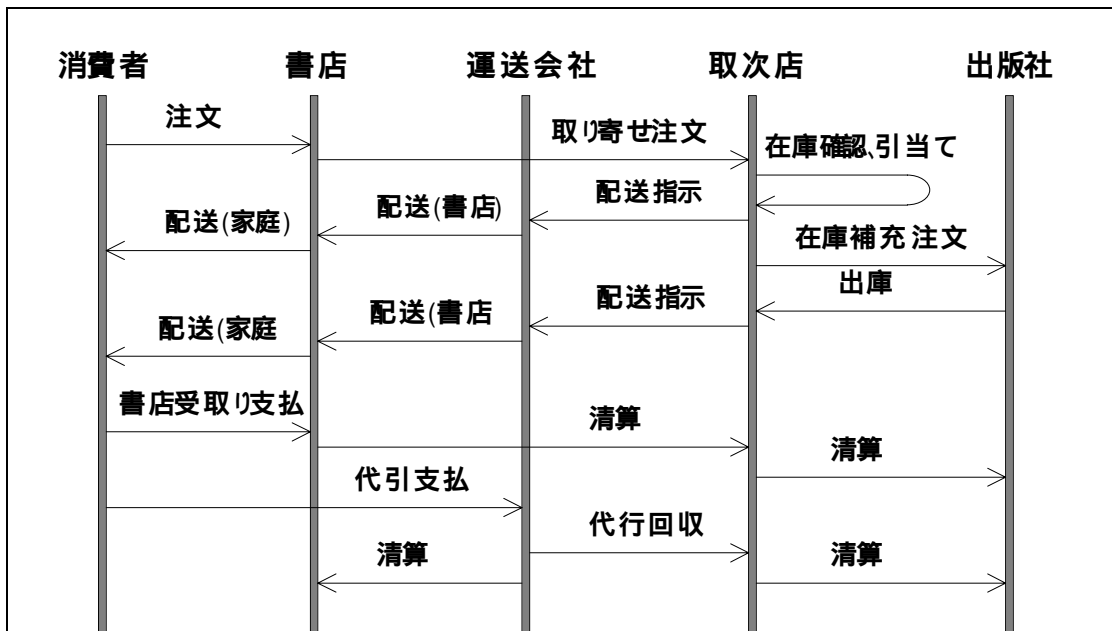 消費者 書店 運送会社 取次店 出版社
注文
取り寄せ注文
在庫確認、引当て
配送指示
配送(書店)
配送(家庭)
在庫補充注文
出庫
配送指示
配送(書店
配送(家庭
書店受取り支払
清算
清算
代引支払
代行回収
清算
清算